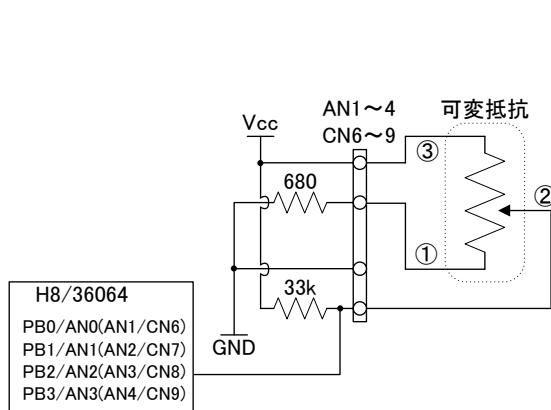 AN1～4
CN6～9
可変抵抗
Vcc
③
680
②
①
33k
GND
H8/36064
PB0/AN0(AN1/CN6)
PB1/AN1(AN2/CN7)
PB2/AN2(AN3/CN8)
PB3/AN3(AN4/CN9)